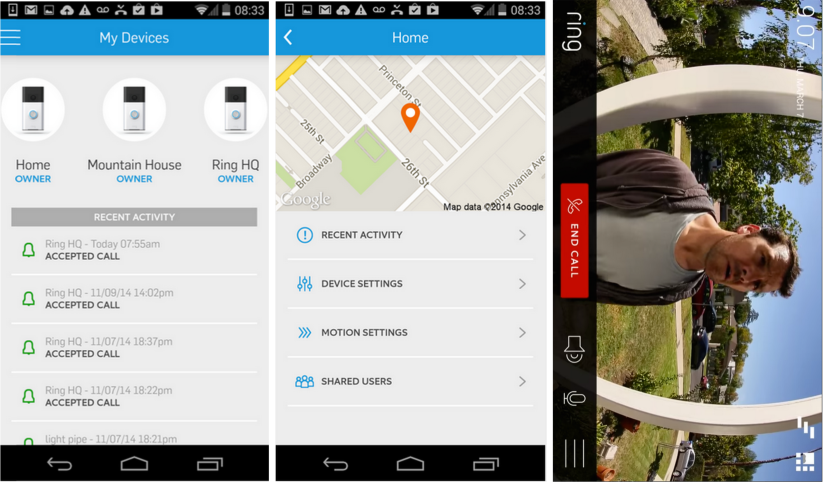 08:33
My Devices
Home
OWNER
Mountain House
OWNER
Ring HQ
OWNER
RECENT ACTIVITY
Ring HQ - Today 07:55am
ACCEPTED CALL
Ring HQ - 11/09/14 14:02pm
ACCEPTED CALL
Ring HQ - 11/07/14 18:37pm
ACCEPTED CALL
Ring HQ - 11/07/14 18:22pm
ACCEPTED CALL
light pipe - 11/07/14 18:21pm
08:33
Home
Princeton St
25th St
Broadway
26th St
nsylvania Ave
Google
Map data ©2014 Google
RECENT ACTIVITY
DEVICE SETTINGS
MOTION SETTINGS
SHARED USERS
ring
9.07
MARCH 7
END CALL